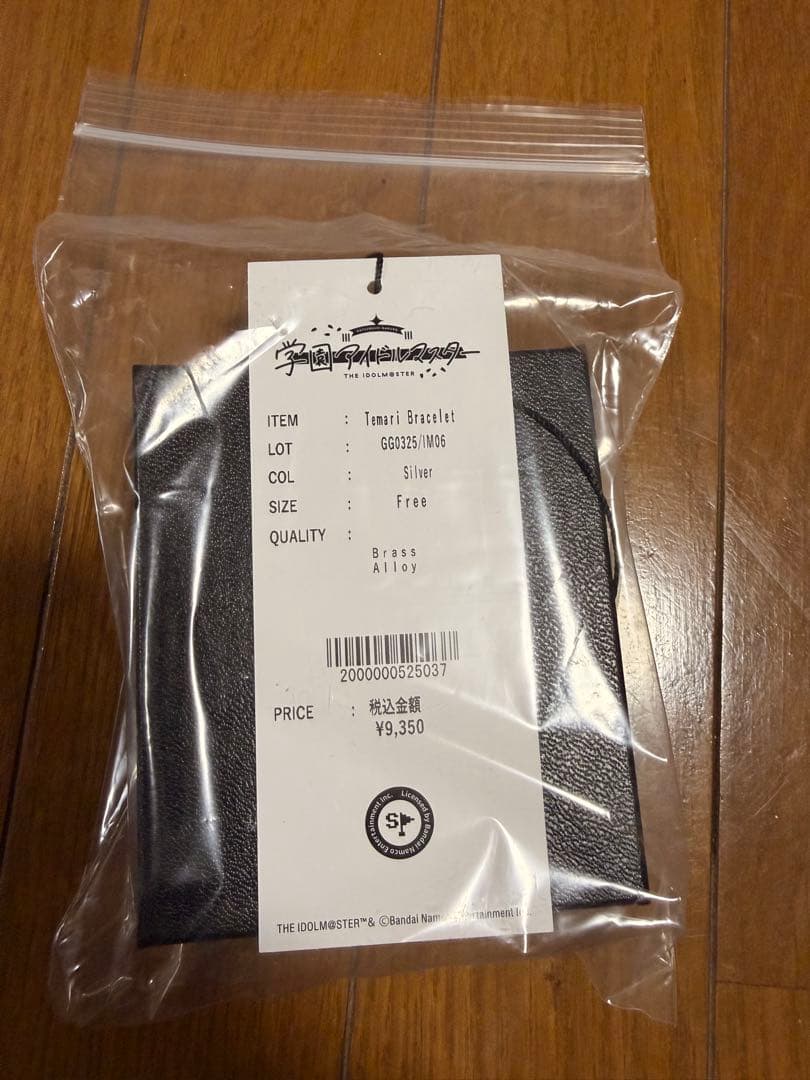 学園アイドルマスター
THE IDOLM@STER
ITEM : Temari Bracelet
LOT : GG0325/IM06
COL : Silver
SIZE : Free
QUALITY :
Brass
Alloy
2000000525037
PRICE : 税込金額
¥9,350
Licensed by Bandai Namco Entertainment Inc.
S
THE IDOLM@STER™& ©Bandai Namco Entertainment Inc.